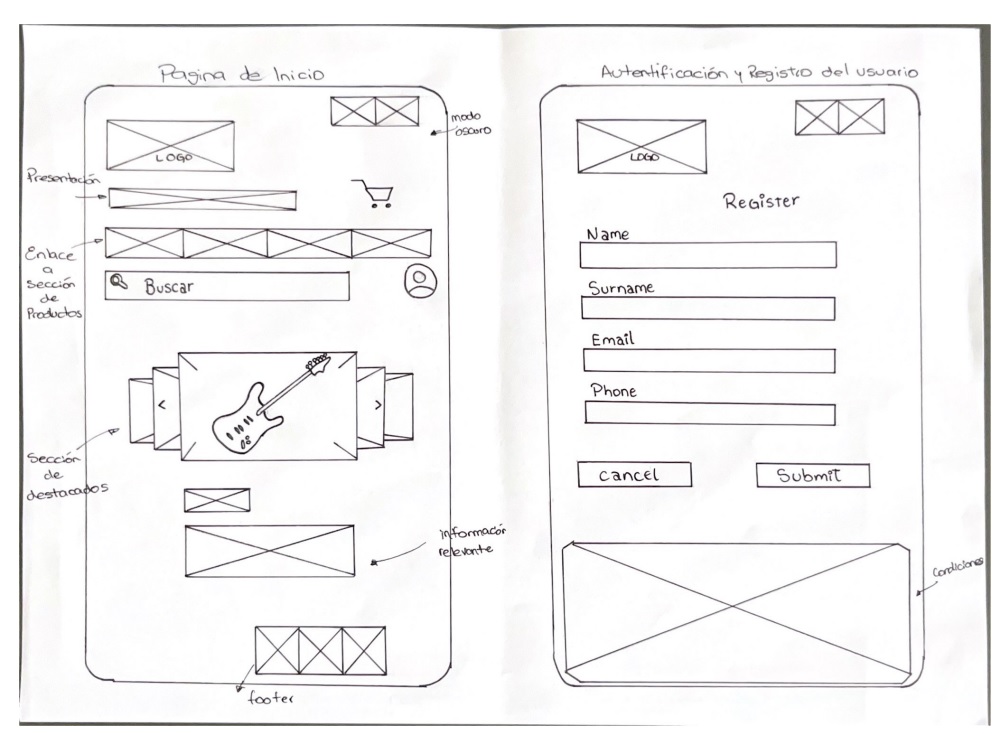 Pagina de Inicio
modo
oscuro
LOGO
Presentación
Enlace
a
Sección
de
Productos
Buscar
<
>
Sección
de
destacados
Información
relevante
footer
Autentificación y Registro del usuario
LOGO
Register
Name
Surname
Email
Phone
cancel
Submit
Condiciones